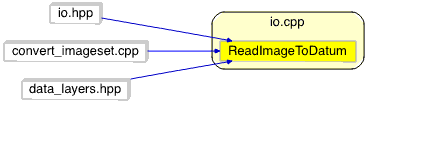 io.hpp
io.cpp
convert_imageset.cpp
ReadImageToDatum
data_layers.hpp